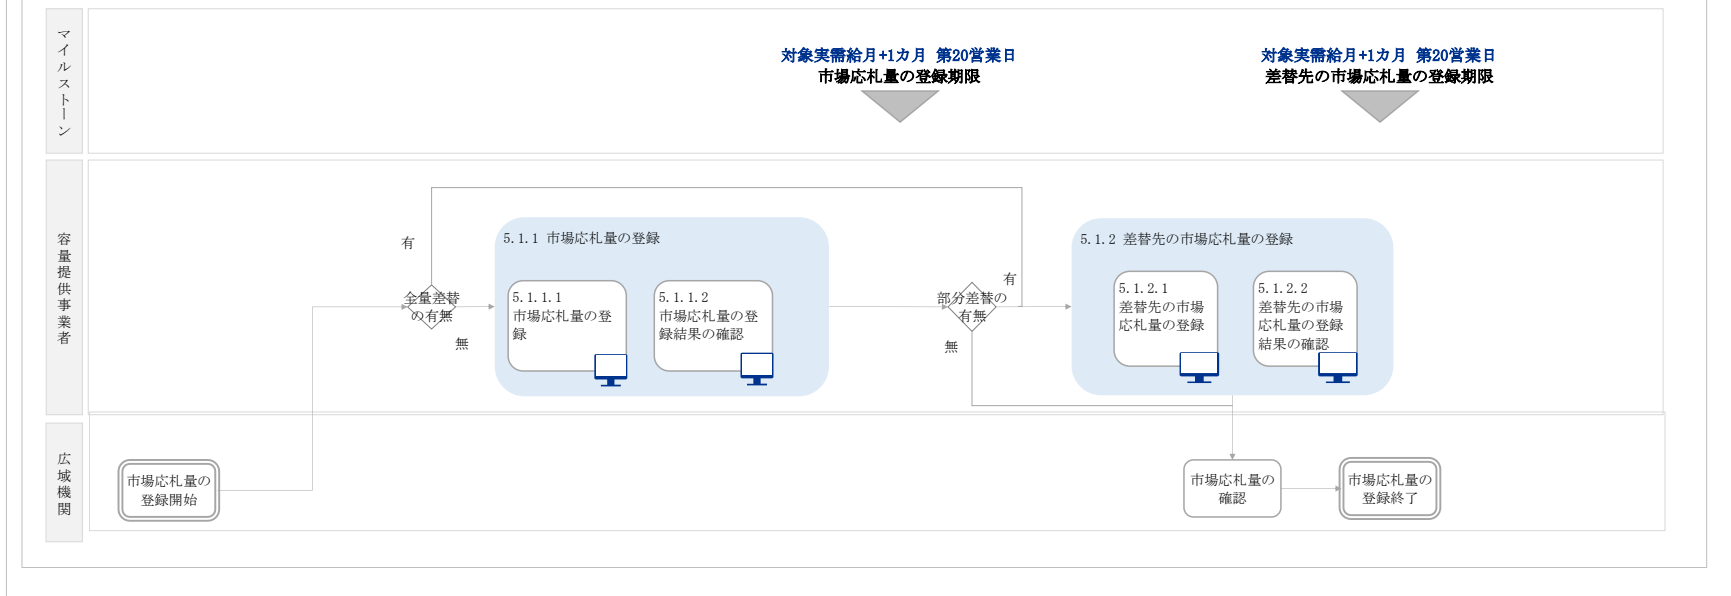 マイルストーン
対象実需給月+1カ月 第20営業日
市場応札量の登録期限
対象実需給月+1カ月 第20営業日
差替先の市場応札量の登録期限
容量提供事業者
有
全量差替
の有無
無
5.1.1 市場応札量の登録
5.1.1.1
市場応札量の登
録
5.1.1.2
市場応札量の登
録結果の確認
有
部分差替の
有無
無
5.1.2 差替先の市場応札量の登録
5.1.2.1
差替先の市場
応札量の登録
5.1.2.2
差替先の市場
応札量の登録
結果の確認
広域機関
市場応札量の
登録開始
市場応札量の
確認
市場応札量の
登録終了